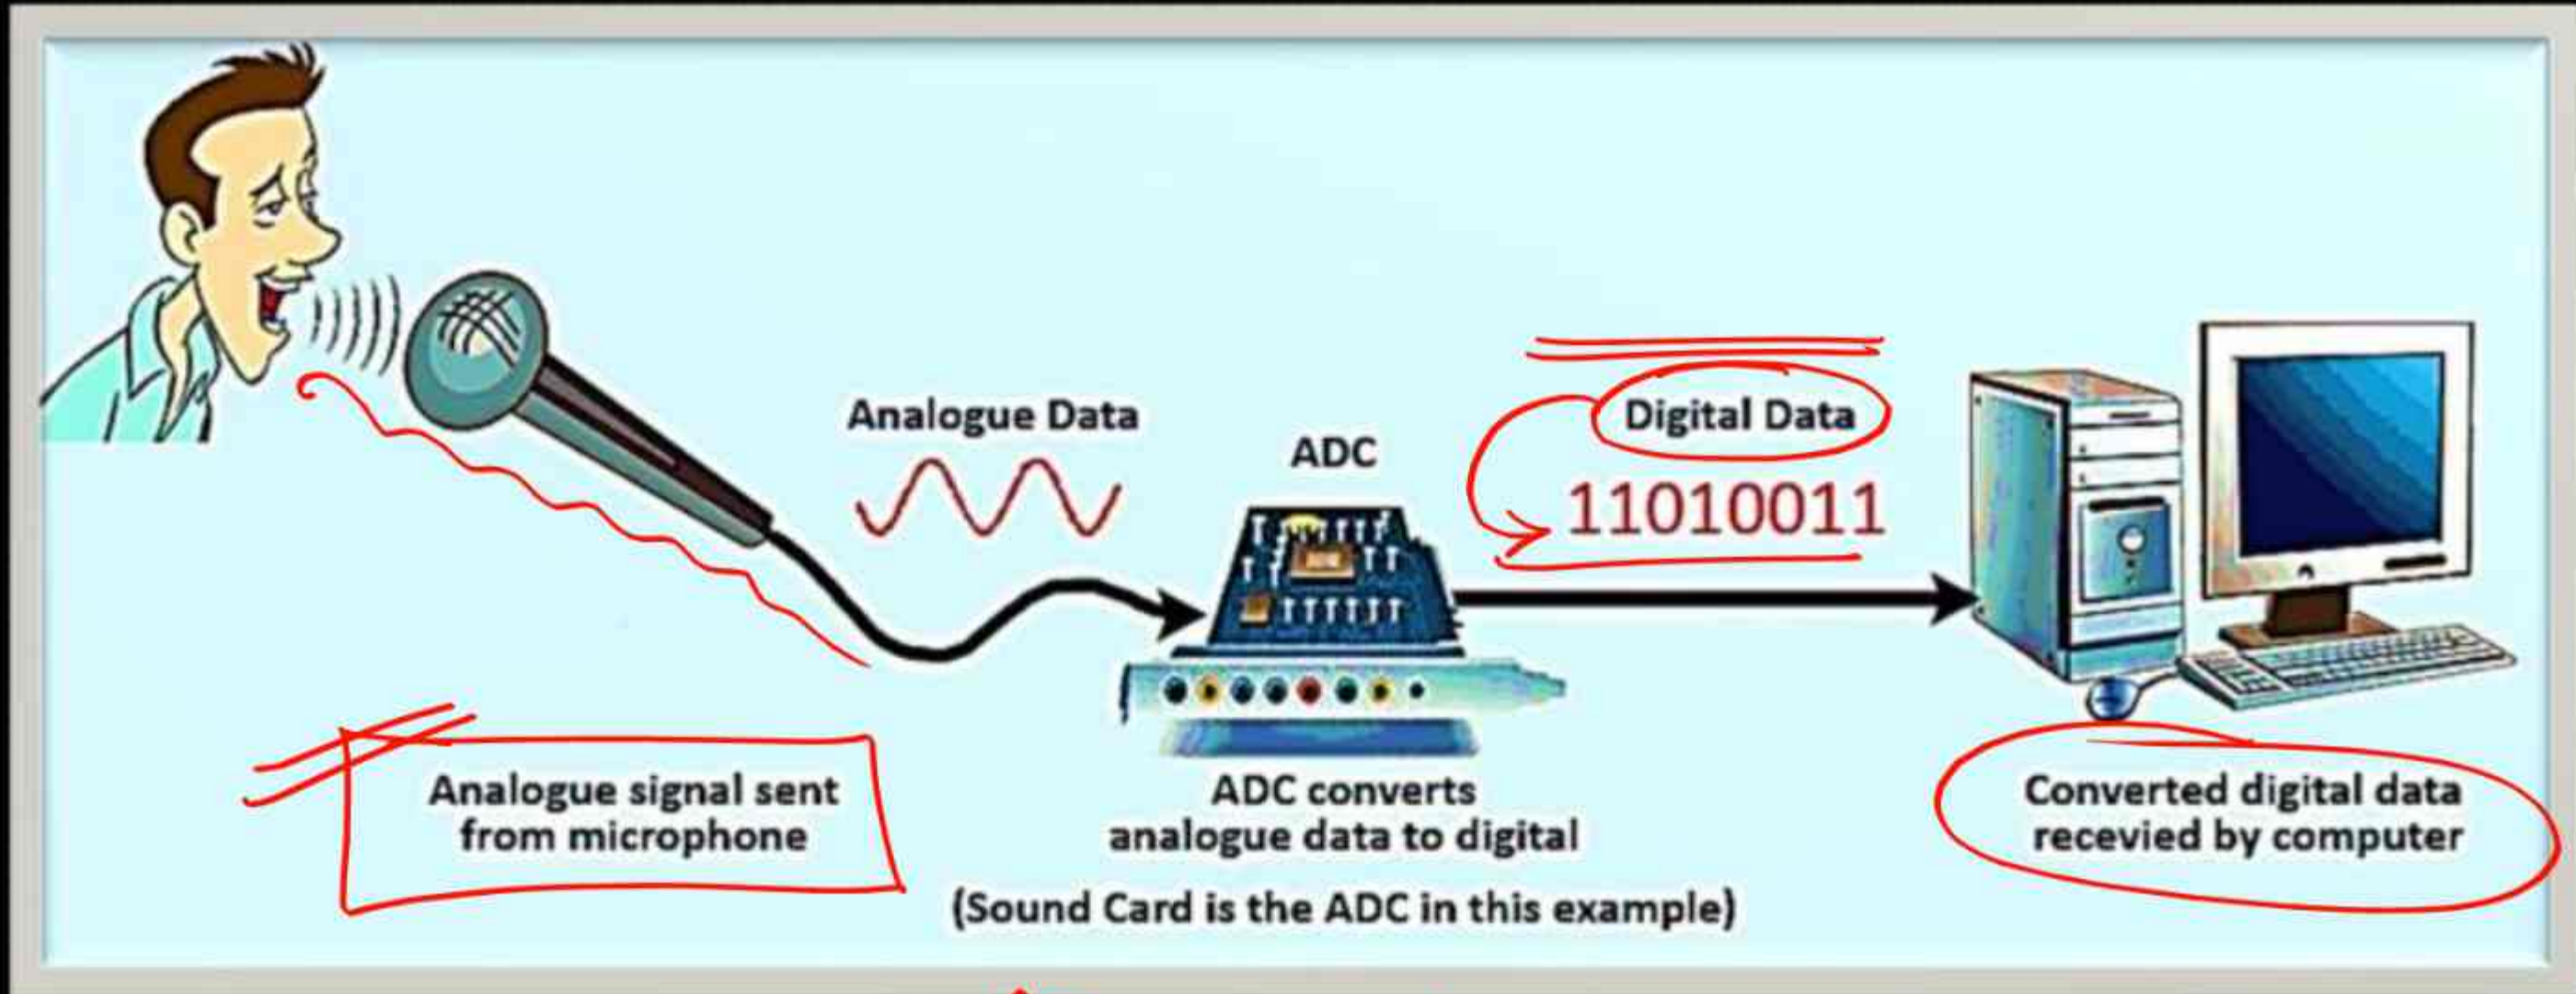 Analogue Data
ADC
Digital Data
11010011
Analogue signal sent
from microphone
ADC converts
analogue data to digital
(Sound Card is the ADC in this example)
Converted digital data
recevied by computer